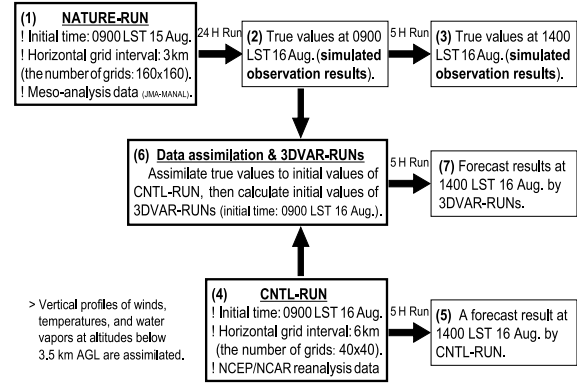 (1) NATURE-RUN
! Initial time: 0900 LST 15 Aug.
! Horizontal grid interval: 3km
(the number of grids: 160x160)
! Meso-analysis data (JMA-MANAL).
24 H Run
(2) True values at 0900
LST 16 Aug. (simulated
observation results).
5 H Run
(3) True values at 1400
LST 16 Aug. (simulated
observation results).
(6) Data assimilation & 3DVAR-RUNs
Assimilate true values to initial values of
CNTL-RUN, then calculate initial values of
3DVAR-RUNs (initial time: 0900 LST 16 Aug.).
5 H Run
(7) Forecast results at
1400 LST 16 Aug. by
3DVAR-RUNs.
> Vertical profiles of winds,
temperatures, and water
vapors at altitudes below
3.5 km AGL are assimilated.
(4) CNTL-RUN
! Initial time: 0900 LST 16 Aug.
! Horizontal grid interval: 6km
(the number of grids: 40x40).
! NCEP/NCAR reanalysis data
5 H Run
(5) A forecast result at
1400 LST 16 Aug. by
CNTL-RUN.